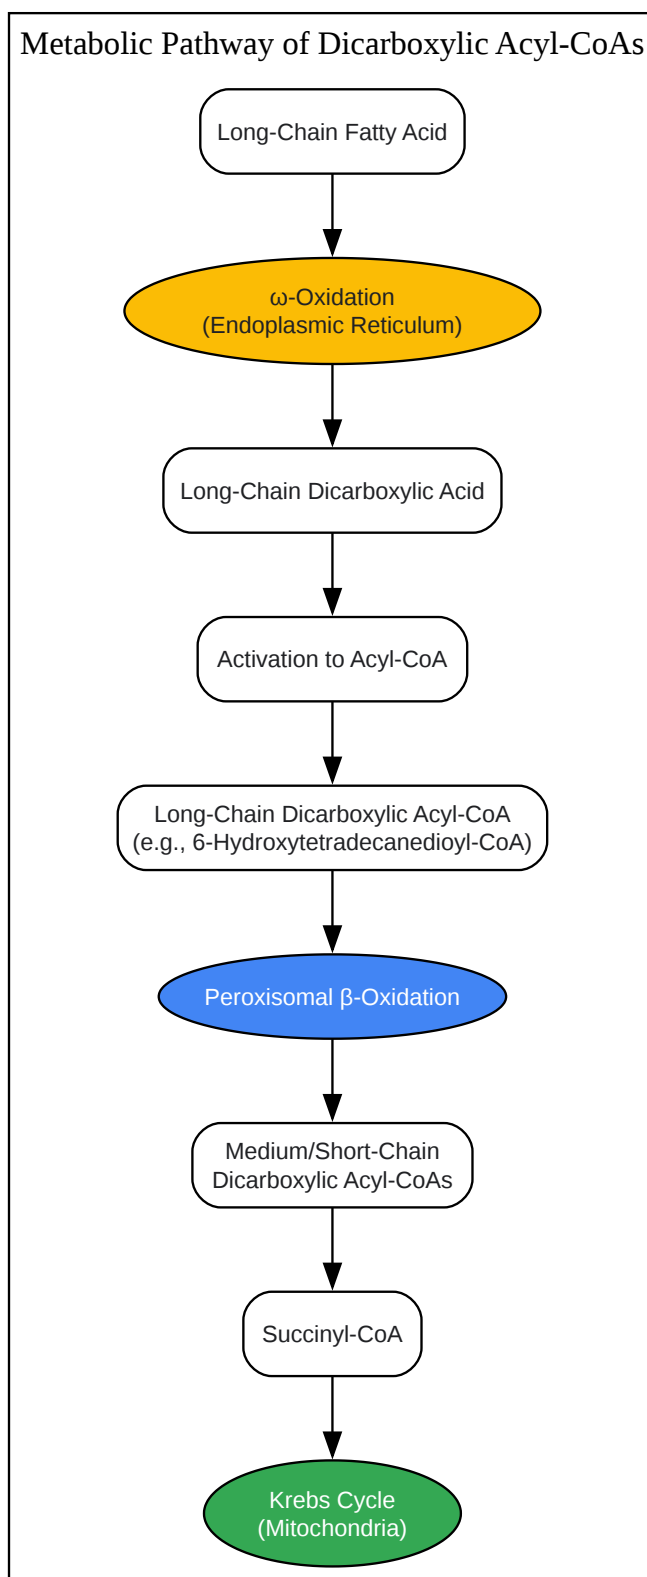 Metabolic Pathway of Dicarboxylic Acyl-CoAs
Long-Chain Fatty Acid
ω-Oxidation
(Endoplasmic Reticulum)
Long-Chain Dicarboxylic Acid
Activation to Acyl-CoA
Long-Chain Dicarboxylic Acyl-CoA
(e.g., 6-Hydroxytetradecanedioyl-CoA)
Peroxisomal β-Oxidation
Medium/Short-Chain
Dicarboxylic Acyl-CoAs
Succinyl-CoA
Krebs Cycle
(Mitochondria)